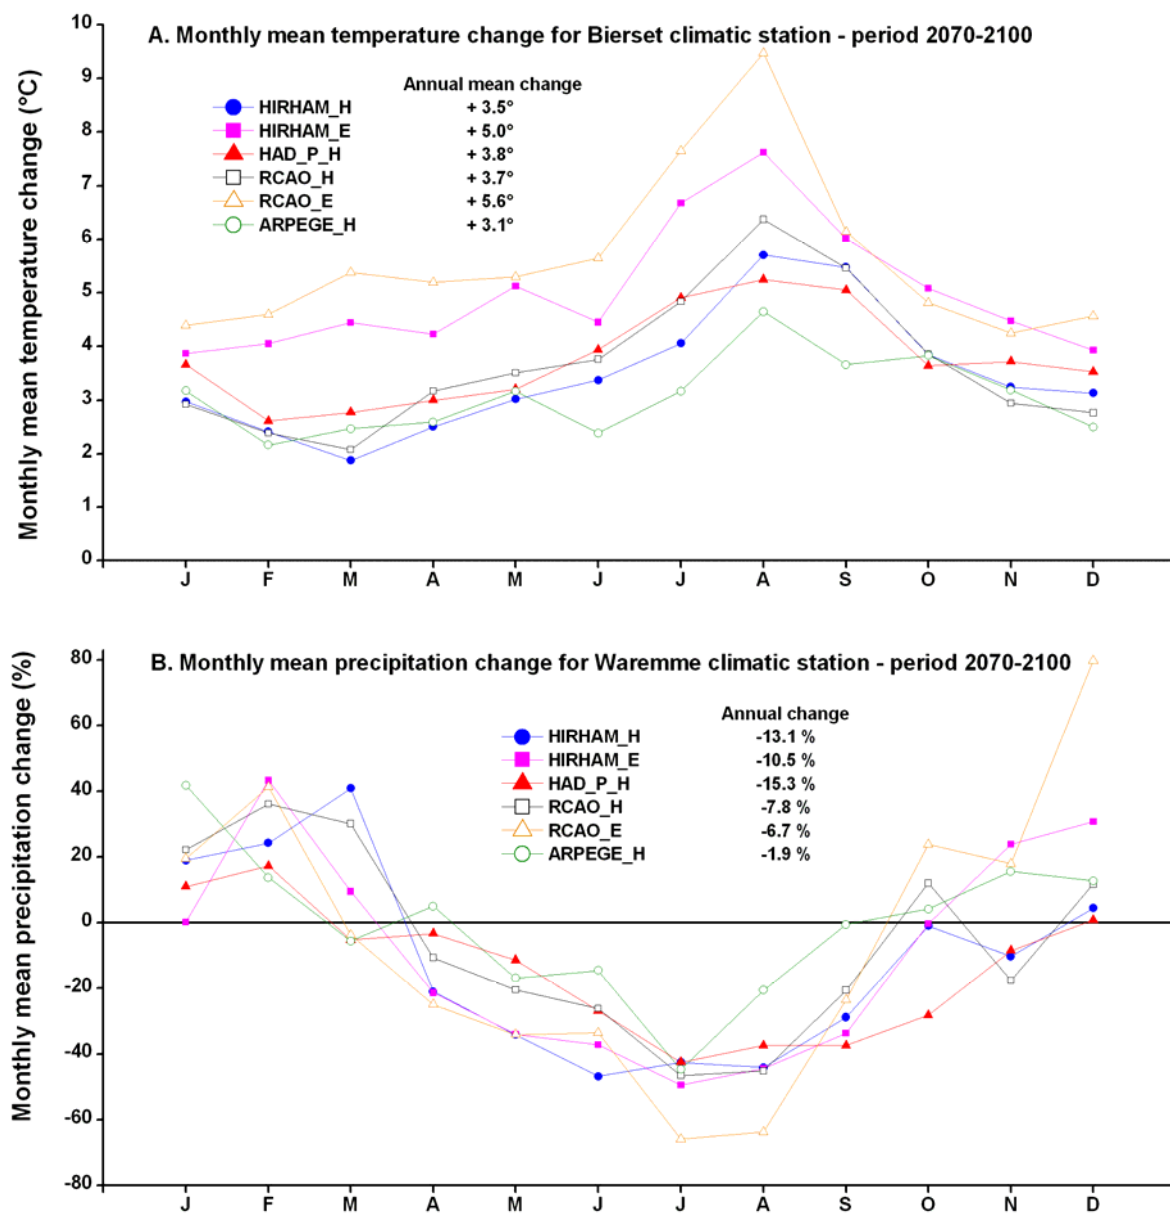 A. Monthly mean temperature change for Bierset climatic station - period 2070-2100
Monthly mean temperature change (°C)
10
9
8
7
6
5
4
3
2
1
0
Annual mean change
HIRHAM_H + 3.5°
HIRHAM_E + 5.0°
HAD_P_H + 3.8°
RCAO_H + 3.7°
RCAO_E + 5.6°
ARPEGE_H + 3.1°
J F M A M J J A S O N D
B. Monthly mean precipitation change for Waremme climatic station - period 2070-2100
Monthly mean precipitation change (%)
80
60
40
20
0
-20
-40
-60
-80
Annual change
HIRHAM_H -13.1 %
HIRHAM_E -10.5 %
HAD_P_H -15.3 %
RCAO_H -7.8 %
RCAO_E -6.7 %
ARPEGE_H -1.9 %
J F M A M J J A S O N D